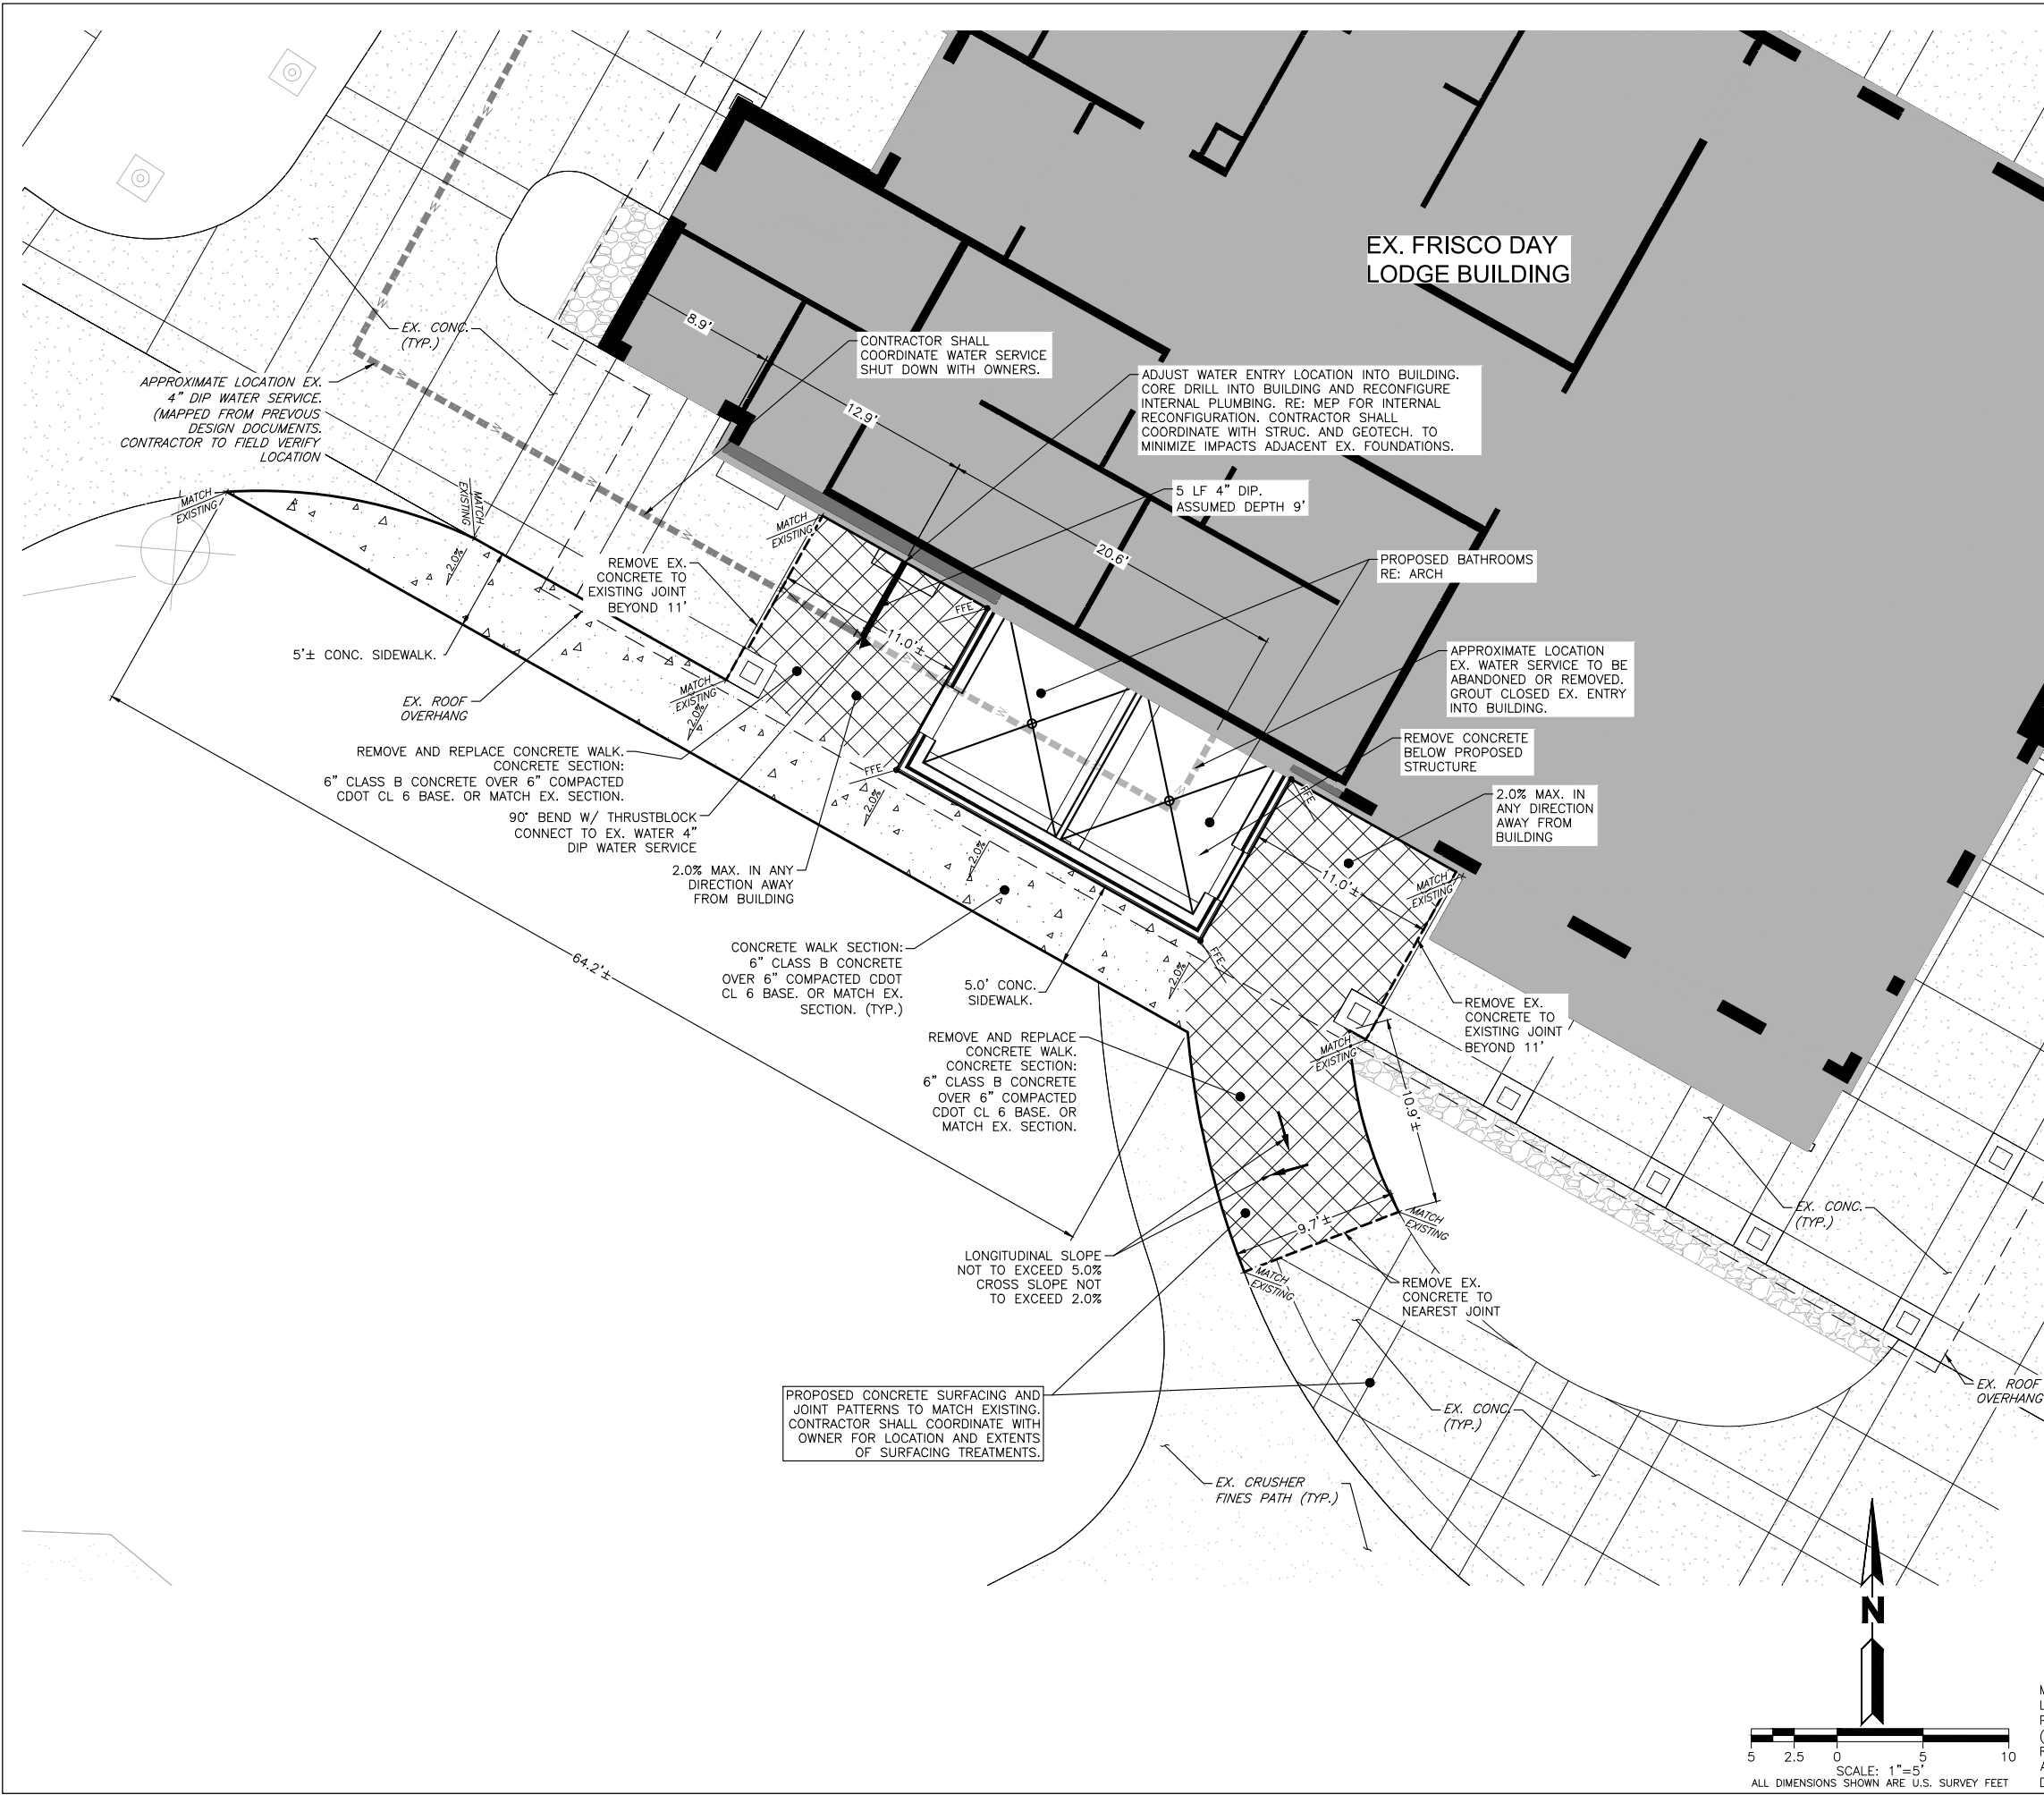 EX. FRISCO DAY
LODGE BUILDING
8.9'
EX. CONC.
(TYP.)
CONTRACTOR SHALL
COORDINATE WATER SERVICE
SHUT DOWN WITH OWNERS.
ADJUST WATER ENTRY LOCATION INTO BUILDING.
CORE DRILL INTO BUILDING AND RECONFIGURE
INTERNAL PLUMBING. RE: MEP FOR INTERNAL
RECONFIGURATION. CONTRACTOR SHALL
COORDINATE WITH STRUC. AND GEOTECH. TO
MINIMIZE IMPACTS ADJACENT EX. FOUNDATIONS.
APPROXIMATE LOCATION EX.
4" DIP WATER SERVICE.
(MAPPED FROM PREVOUS
DESIGN DOCUMENTS.
CONTRACTOR TO FIELD VERIFY
LOCATION
12.9'
5 LF 4" DIP.
ASSUMED DEPTH 9'
MATCH
EXISTING
MATCH
EXISTING
MATCH
EXISTING
2.0%
20.6'
PROPOSED BATHROOMS
RE: ARCH
REMOVE EX.
CONCRETE TO
EXISTING JOINT
BEYOND 11'
FFE
11.0'±
5'± CONC. SIDEWALK.
EX. ROOF
OVERHANG
MATCH
EXISTING
2.0%
APPROXIMATE LOCATION
EX. WATER SERVICE TO BE
ABANDONED OR REMOVED.
GROUT CLOSED EX. ENTRY
INTO BUILDING.
REMOVE CONCRETE
BELOW PROPOSED
STRUCTURE
REMOVE AND REPLACE CONCRETE WALK.
CONCRETE SECTION:
6" CLASS B CONCRETE OVER 6" COMPACTED
CDOT CL 6 BASE. OR MATCH EX. SECTION.
FFE
2.0%
FFE
2.0% MAX. IN
ANY DIRECTION
AWAY FROM
BUILDING
90° BEND W/ THRUSTBLOCK
CONNECT TO EX. WATER 4"
DIP WATER SERVICE
2.0% MAX. IN ANY
DIRECTION AWAY
FROM BUILDING
2.0%
11.0'±
MATCH
EXISTING
CONCRETE WALK SECTION:
6" CLASS B CONCRETE
OVER 6" COMPACTED CDOT
CL 6 BASE. OR MATCH EX.
SECTION. (TYP.)
64.2'±
5.0' CONC.
SIDEWALK.
2.0%
FFE
REMOVE EX.
CONCRETE TO
EXISTING JOINT
BEYOND 11'
REMOVE AND REPLACE
CONCRETE WALK.
CONCRETE SECTION:
6" CLASS B CONCRETE
OVER 6" COMPACTED
CDOT CL 6 BASE. OR
MATCH EX. SECTION.
MATCH
EXISTING
10.9'±
EX. CONC.
(TYP.)
9.7'±
MATCH
EXISTING
MATCH
EXISTING
LONGITUDINAL SLOPE
NOT TO EXCEED 5.0%
CROSS SLOPE NOT
TO EXCEED 2.0%
REMOVE EX.
CONCRETE TO
NEAREST JOINT
PROPOSED CONCRETE SURFACING AND
JOINT PATTERNS TO MATCH EXISTING.
CONTRACTOR SHALL COORDINATE WITH
OWNER FOR LOCATION AND EXTENTS
OF SURFACING TREATMENTS.
EX. CONC.
(TYP.)
EX. ROOF
OVERHANG
EX. CRUSHER
FINES PATH (TYP.)
N
5 2.5 0 5 10
SCALE: 1"=5'
ALL DIMENSIONS SHOWN ARE U.S. SURVEY FEET